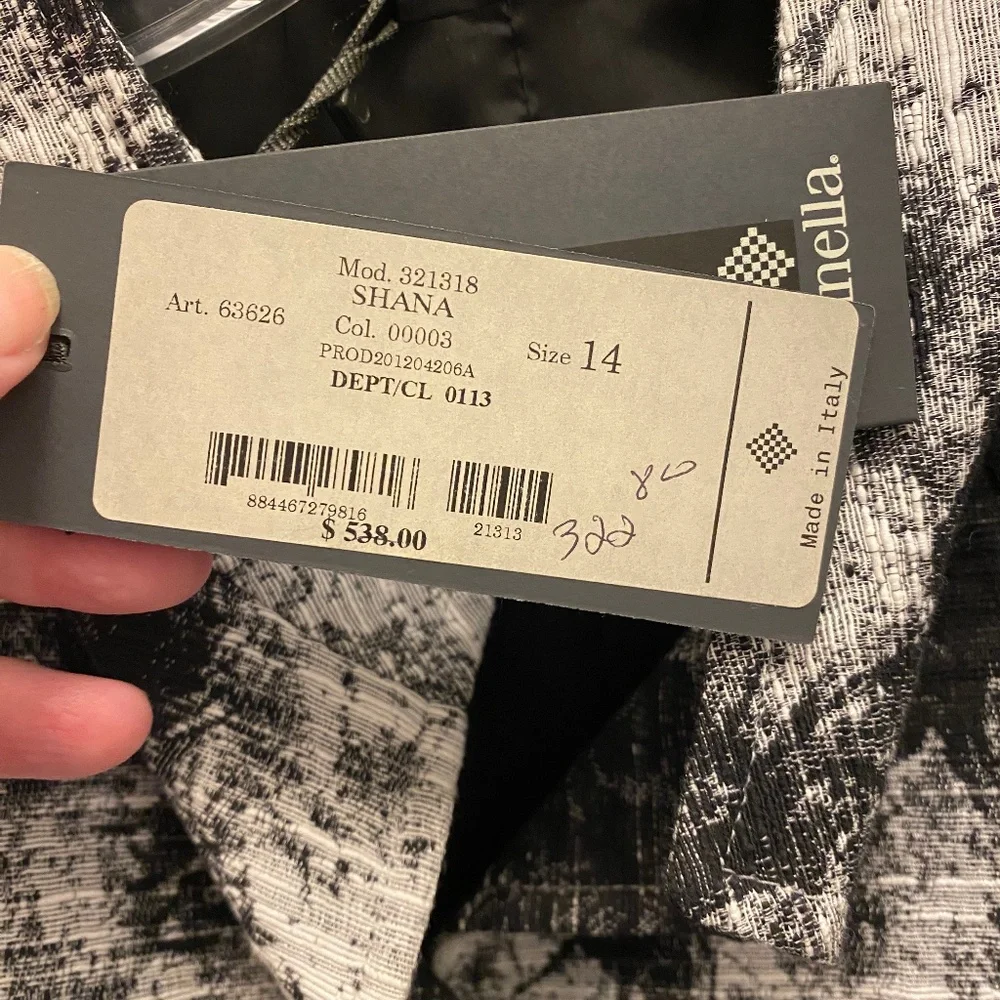 nella.
Mod. 321318
SHANA
Art. 63626
Col. 00003
PROD201204206A
Size 14
DEPT/CL 0113
884467279816
$ 538.00
21313
80
322
Made in Italy